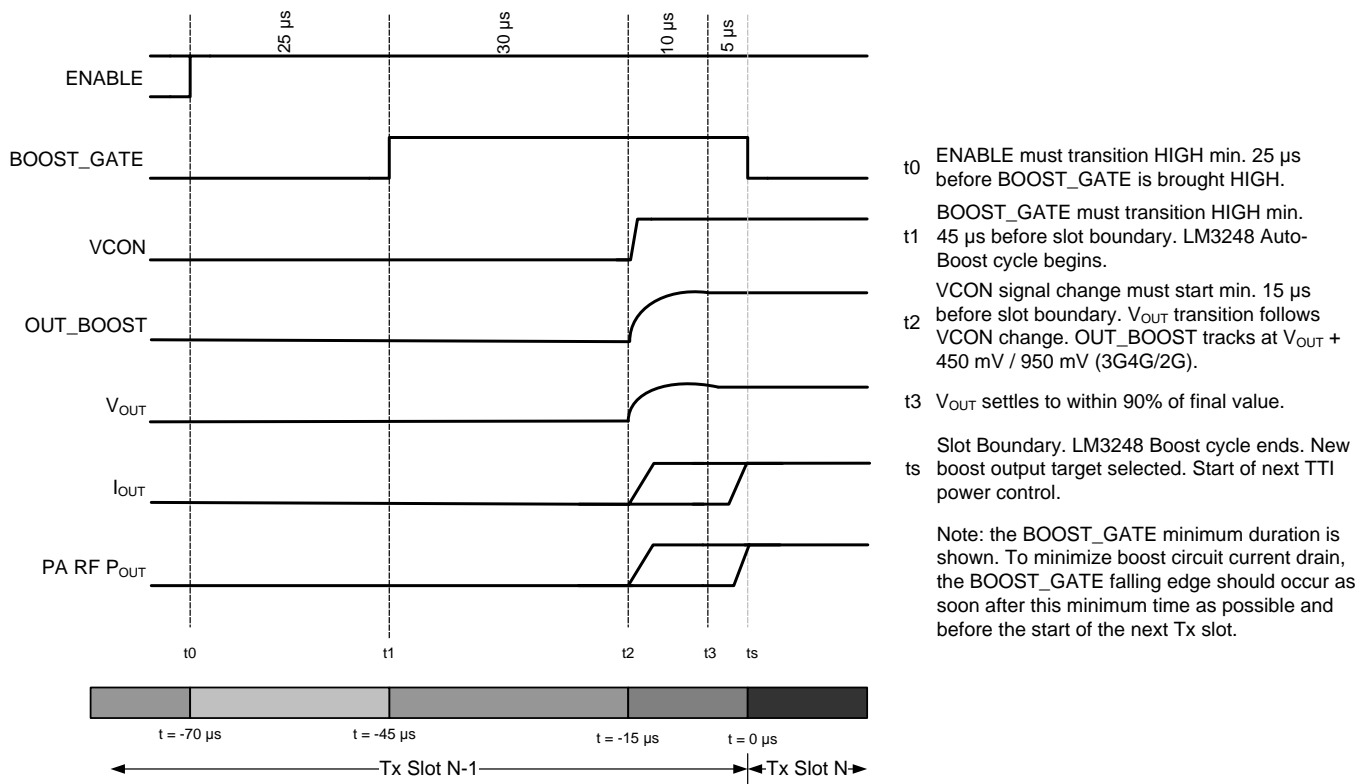 25 µs
30 µs
10 µs
5 µs
ENABLE
BOOST_GATE
VCON
OUT_BOOST
VOUT
IOUT
PA RF POUT
t0
t1
t2
t3
ts
t = -70 µs
t = -45 µs
t = -15 µs
t = 0 µs
Tx Slot N-1
Tx Slot N
t0 ENABLE must transition HIGH min. 25 µs
before BOOST_GATE is brought HIGH.
BOOST_GATE must transition HIGH min.
t1 45 µs before slot boundary. LM3248 Auto-
Boost cycle begins.
VCON signal change must start min. 15 µs
t2 before slot boundary. VOUT transition follows
VCON change. OUT_BOOST tracks at VOUT +
450 mV / 950 mV (3G4G/2G).
t3 VOUT settles to within 90% of final value.
Slot Boundary. LM3248 Boost cycle ends. New
ts boost output target selected. Start of next TTI
power control.
Note: the BOOST_GATE minimum duration is
shown. To minimize boost circuit current drain,
the BOOST_GATE falling edge should occur as
soon after this minimum time as possible and
before the start of the next Tx slot.